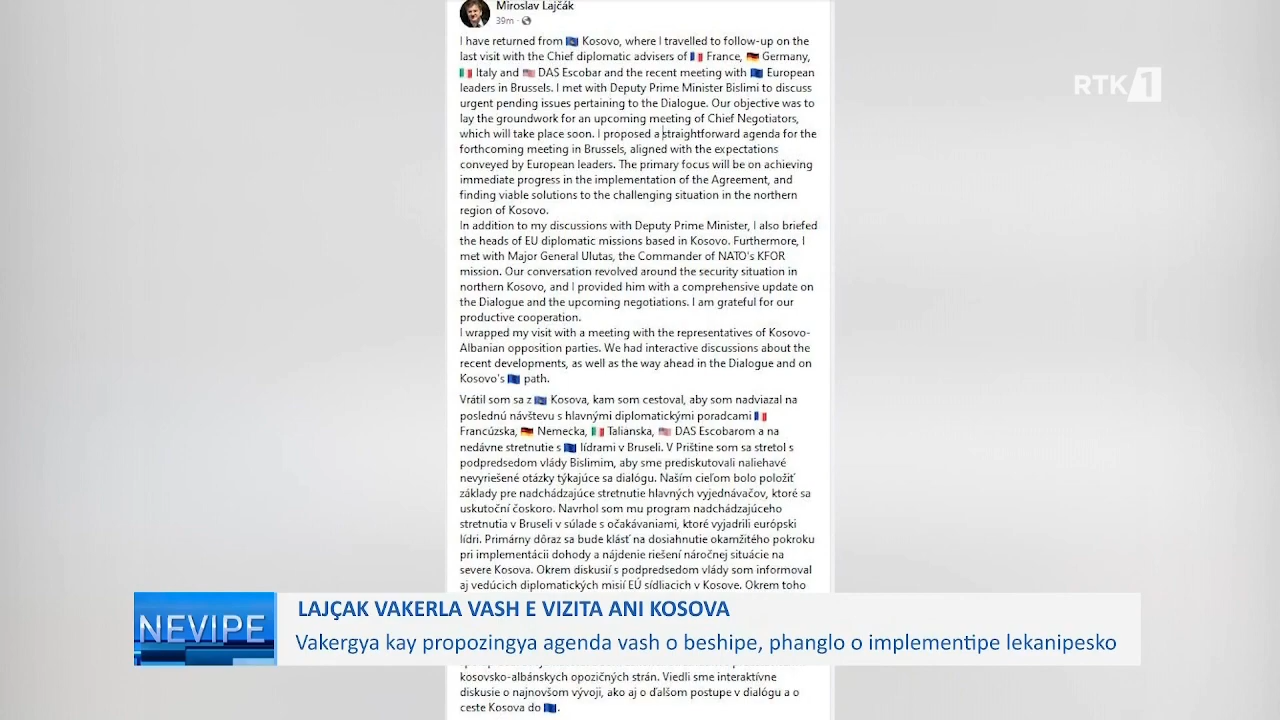 Miroslav Lajčák
39m ·
I have returned from 🇽🇰 Kosovo, where I travelled to follow-up on the
last visit with the Chief diplomatic advisers of 🇫🇷 France, 🇩🇪 Germany,
🇮🇹 Italy and 🇺🇸 DAS Escobar and the recent meeting with 🇪🇺 European
leaders in Brussels. I met with Deputy Prime Minister Bislimi to discuss
urgent pending issues pertaining to the Dialogue. Our objective was to
lay the groundwork for an upcoming meeting of Chief Negotiators,
which will take place soon. I proposed a straightforward agenda for the
forthcoming meeting in Brussels, aligned with the expectations
conveyed by European leaders. The primary focus will be on achieving
immediate progress in the implementation of the Agreement, and
finding viable solutions to the challenging situation in the northern
region of Kosovo.
In addition to my discussions with Deputy Prime Minister, I also briefed
the heads of EU diplomatic missions based in Kosovo. Furthermore, I
met with Major General Ulutas, the Commander of NATO's KFOR
mission. Our conversation revolved around the security situation in
northern Kosovo, and I provided him with a comprehensive update on
the Dialogue and the upcoming negotiations. I am grateful for our
productive cooperation.
I wrapped my visit with a meeting with the representatives of Kosovo-
Albanian opposition parties. We had interactive discussions about the
recent developments, as well as the way ahead in the Dialogue and on
Kosovo's 🇪🇺 path.
Vrátil som sa z 🇽🇰 Kosova, kam som cestoval, aby som nadviazal na
poslednú návštevu s hlavnými diplomatickými poradcami 🇫🇷
Francúzska, 🇩🇪 Nemecka, 🇮🇹 Talianska, 🇺🇸 DAS Escobarom a na
nedávne stretnutie s 🇪🇺 lídrami v Bruseli. V Prištine som sa stretol s
podpredsedom vlády Bislimim, aby sme prediskutovali naliehavé
nevyriešené otázky týkajúce sa dialógu. Naším cieľom bolo položiť
základy pre nadchádzajúce stretnutie hlavných vyjednávačov, ktoré sa
uskutoční čoskoro. Navrhol som mu program nadchádzajúceho
stretnutia v Bruseli v súlade s očakávaniami, ktoré vyjadrili európski
lídri. Primárny dôraz sa bude klásť na dosiahnutie okamžitého pokroku
pri implementácii dohody a nájdenie riešení náročnej situácie na
severe Kosova. Okrem diskusií s podpredsedom vlády som informoval
aj vedúcich diplomatických misií EÚ sídliacich v Kosove. Okrem toho
kosovsko-albánskych opozičných strán. Viedli sme interaktívne
diskusie o najnovšom vývoji, ako aj o ďalšom postupe v dialógu a o
ceste Kosova do 🇪🇺.
RTK 1
NEVIPE
LAJÇAK VAKERLA VASH E VIZITA ANI KOSOVA
Vakergya kay propozingya agenda vash o beshipe, phanglo o implementipe lekanipesko